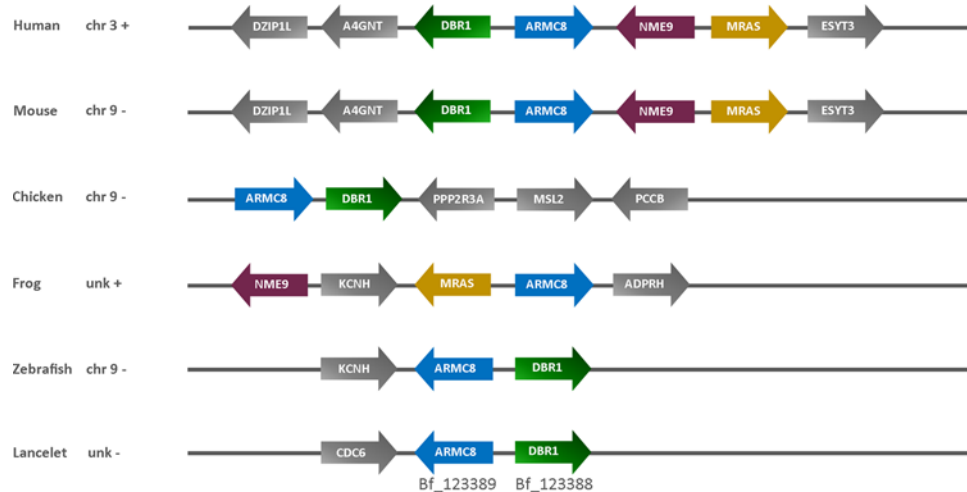 Human chr 3 + DZIP1L A4GNT DBR1 ARMC8 NME9 MRAS ESYT3
Mouse chr 9 - DZIP1L A4GNT DBR1 ARMC8 NME9 MRAS ESYT3
Chicken chr 9 - ARMC8 DBR1 PPP2R3A MSL2 PCCB
Frog unk + NME9 KCNH MRAS ARMC8 ADPRH
Zebrafish chr 9 - KCNH ARMC8 DBR1
Lancelet unk - CDC6 ARMC8 DBR1
Bf_123389 Bf_123388